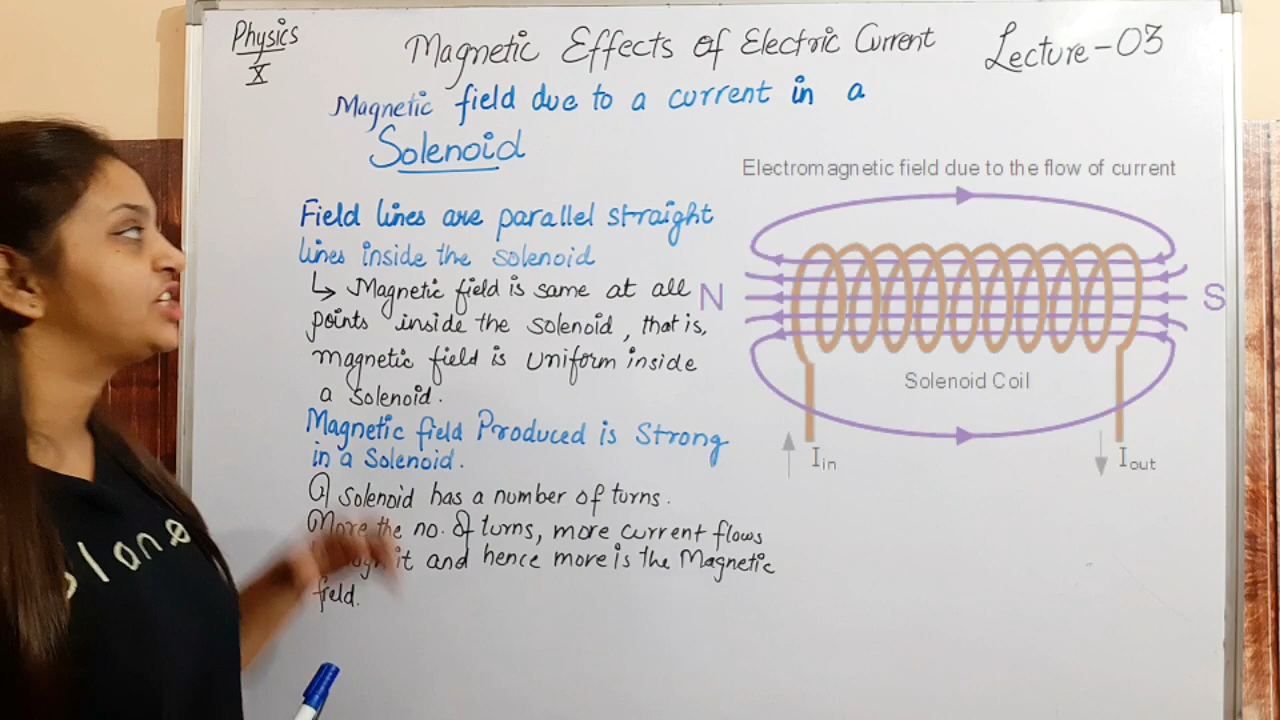 Physics
X
Magnetic Effects of Electric Current
Lecture-03
Magnetic field due to a current in a
Solenoid
Field lines are parallel straight
lines inside the solenoid
↳ Magnetic field is same at all
points inside the solenoid, that is,
magnetic field is Uniform inside
a Solenoid.
Magnetic field Produced is Strong
in a Solenoid.
A solenoid has a number of turns.
More the no. of turns, more current flows
it and hence more is the Magnetic
field.
Electromagnetic field due to the flow of current
N
S
Solenoid Coil
Iin
Iout